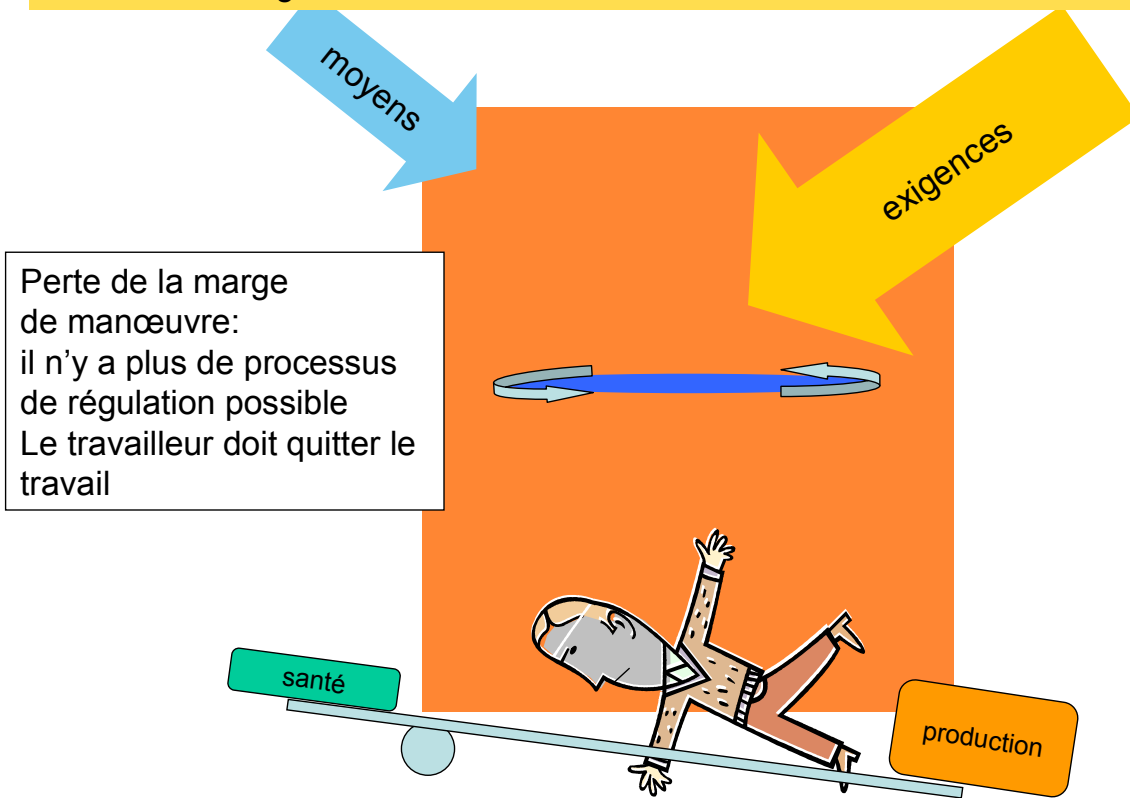 moyens
exigences
Perte de la marge
de manœuvre:
il n'y a plus de processus
de régulation possible
Le travailleur doit quitter le
travail
santé
production